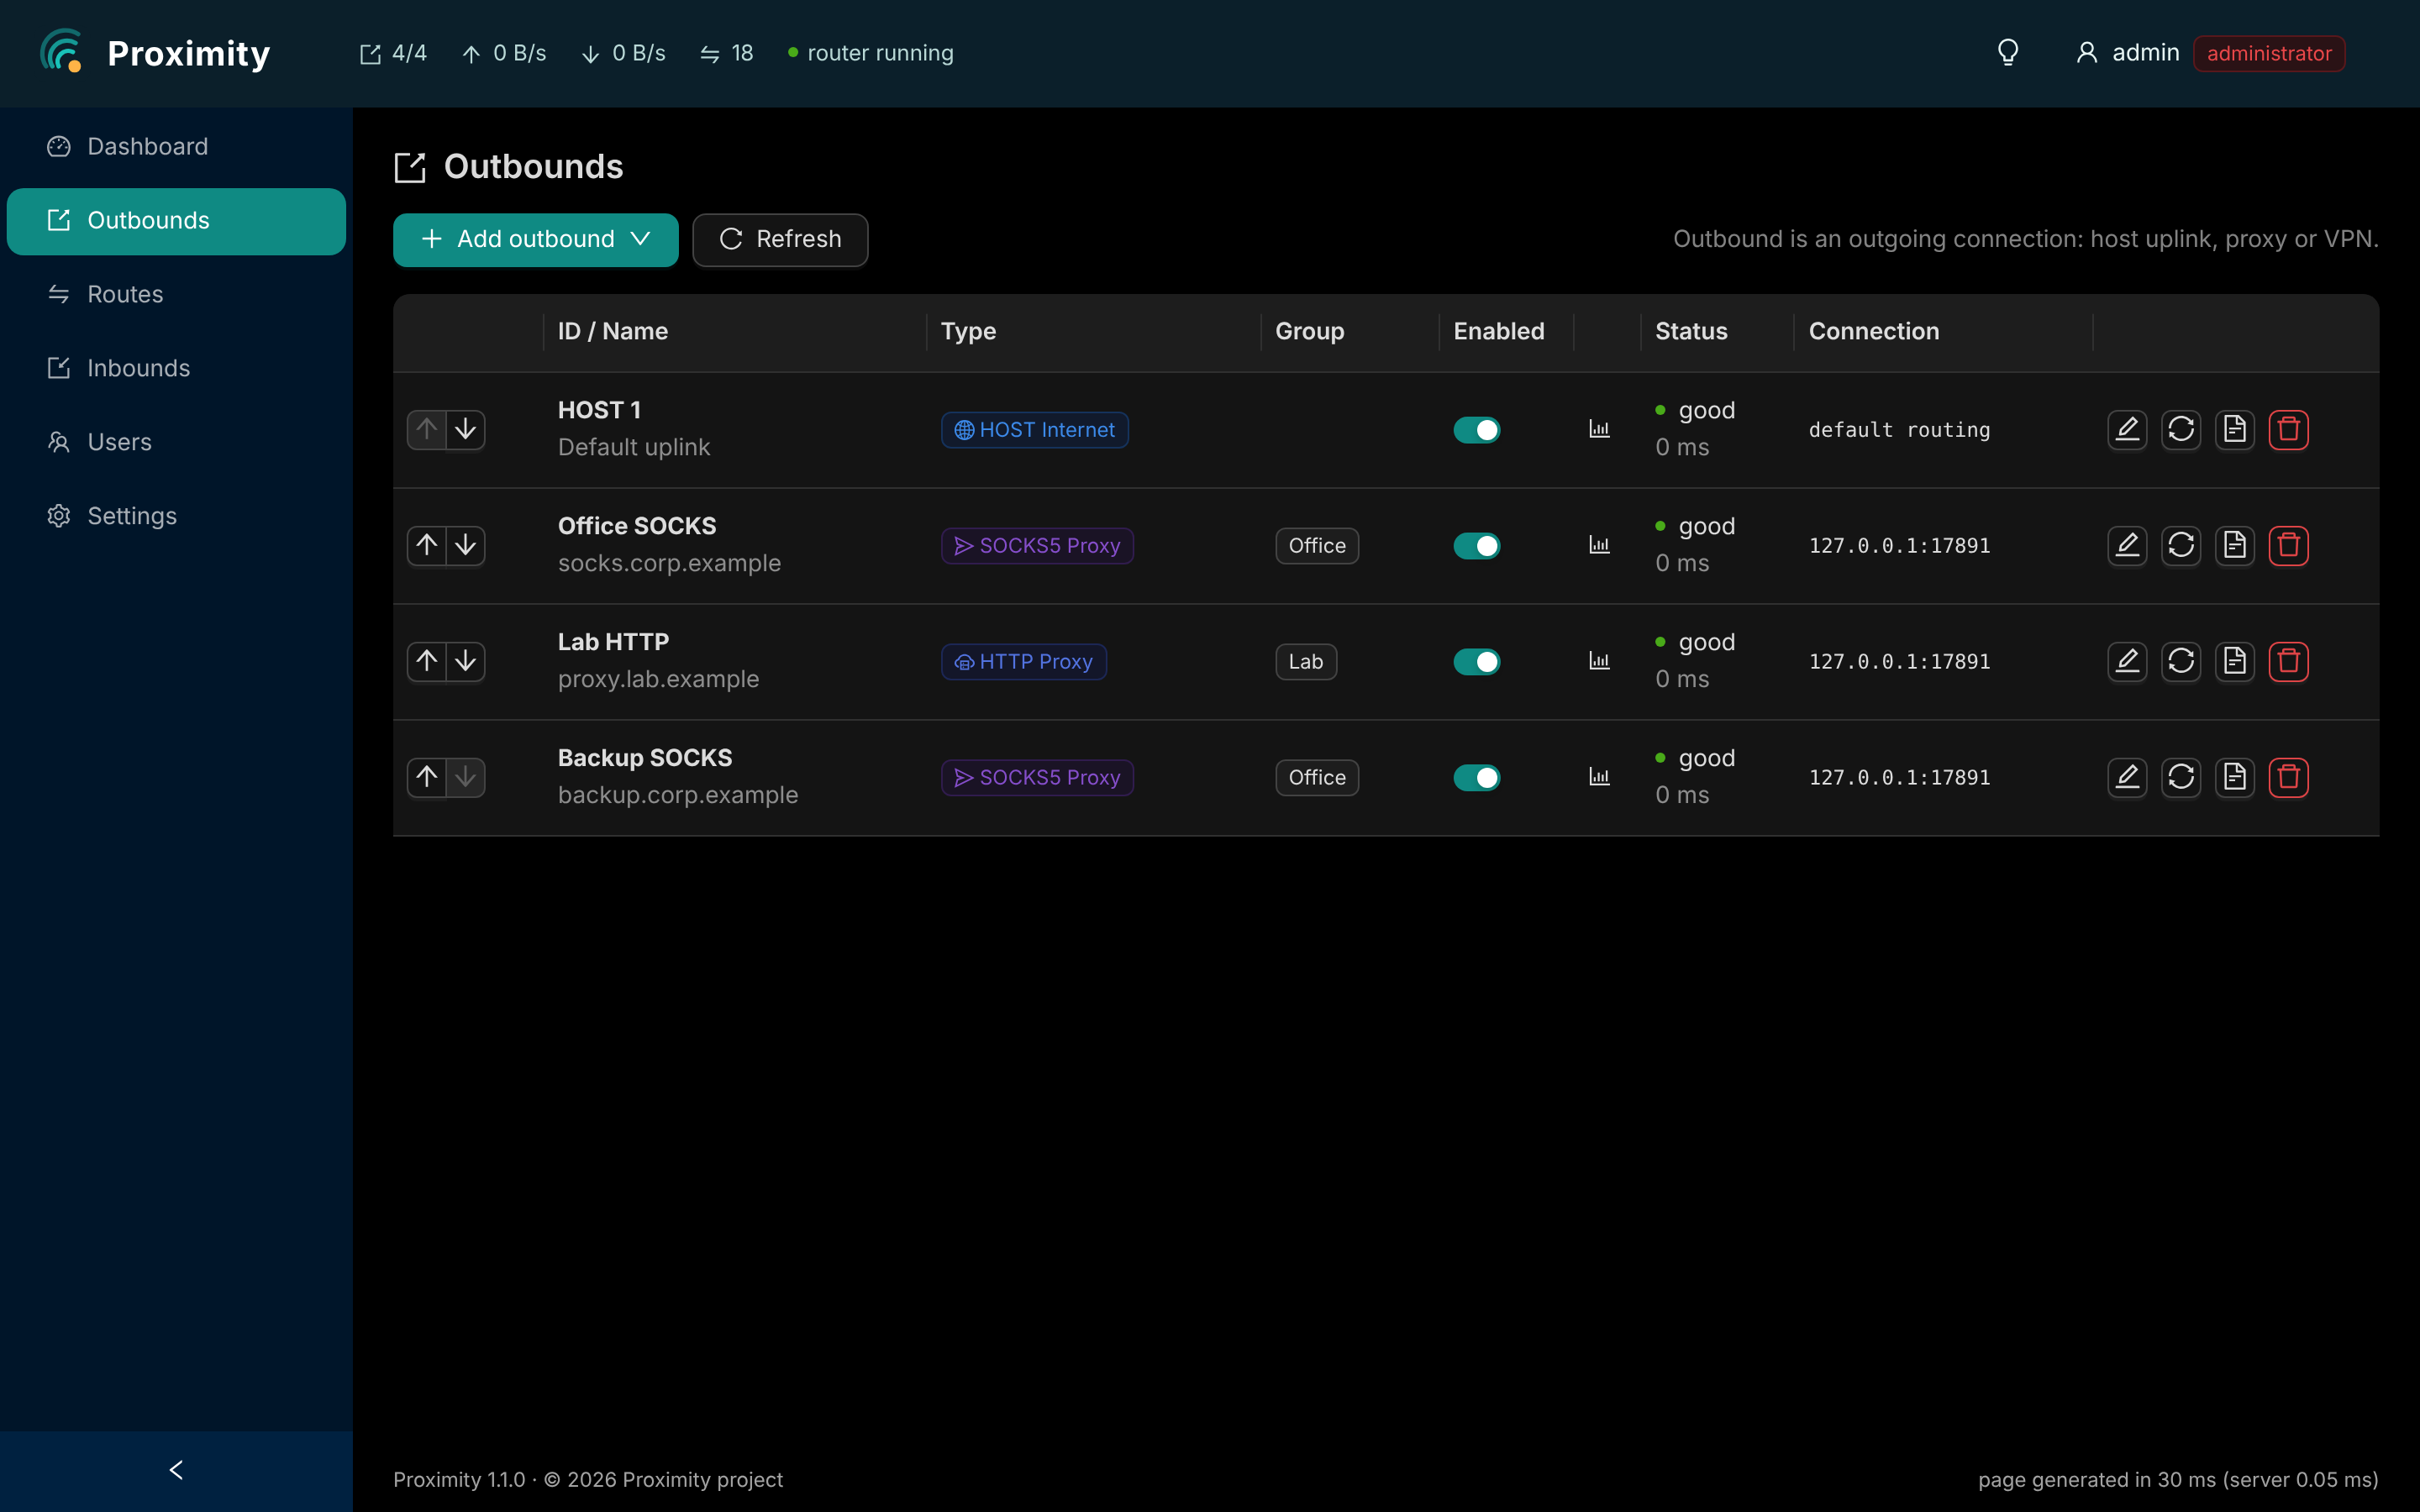 Proximity
4/4 0 B/s 0 B/s 18 router running
admin administrator
Dashboard
Outbounds
Routes
Inbounds
Users
Settings
Outbounds
Add outbound Refresh
Outbound is an outgoing connection: host uplink, proxy or VPN.
ID / Name Type Group Enabled Status Connection
HOST 1
Default uplink
HOST Internet
good
0 ms
default routing
Office SOCKS
socks.corp.example
SOCKS5 Proxy
Office
good
0 ms
127.0.0.1:17891
Lab HTTP
proxy.lab.example
HTTP Proxy
Lab
good
0 ms
127.0.0.1:17891
Backup SOCKS
backup.corp.example
SOCKS5 Proxy
Office
good
0 ms
127.0.0.1:17891
Proximity 1.1.0 · © 2026 Proximity project
page generated in 30 ms (server 0.05 ms)